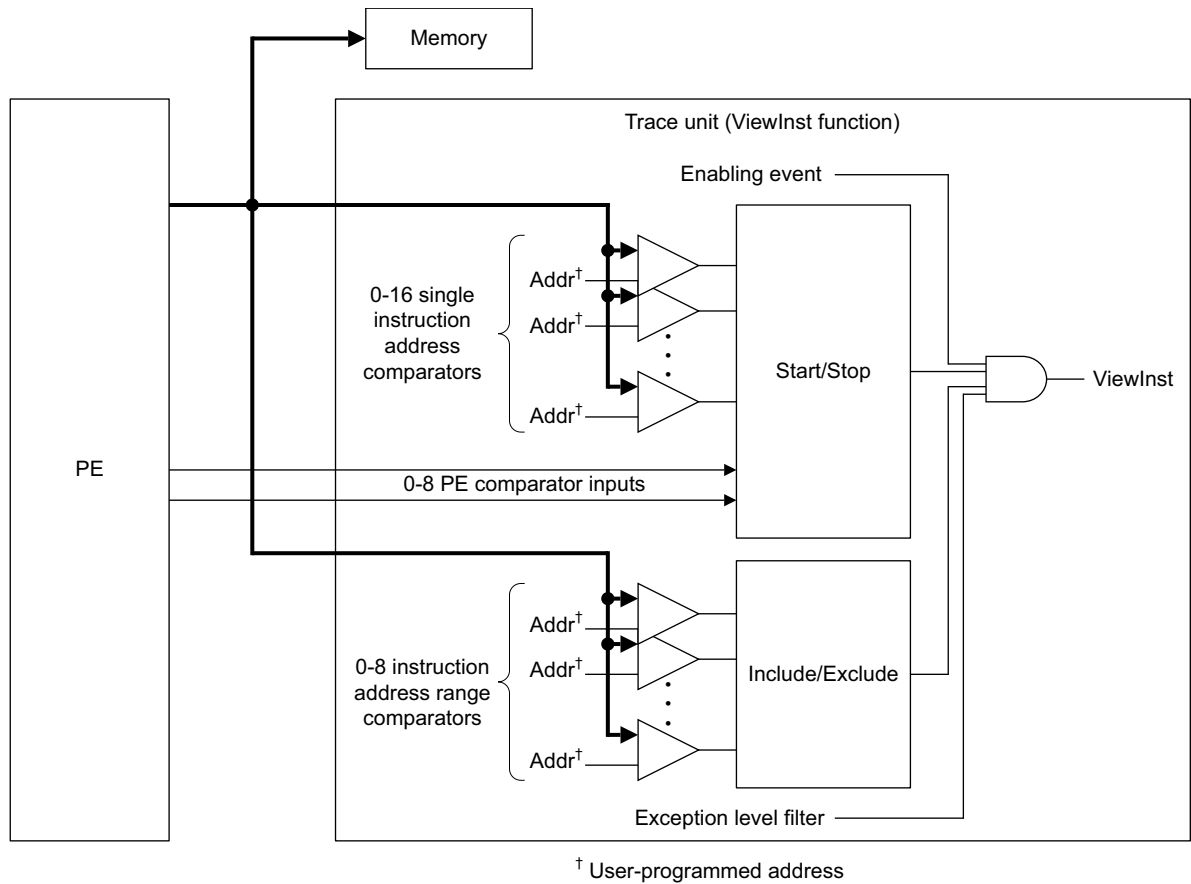 Memory
Trace unit (ViewInst function)
Enabling event
0-16 single
instruction
address
comparators
Addr†
Addr†
Addr†
Start/Stop
ViewInst
PE
0-8 PE comparator inputs
0-8 instruction
address range
comparators
Addr†
Addr†
Addr†
Include/Exclude
Exception level filter
† User-programmed address